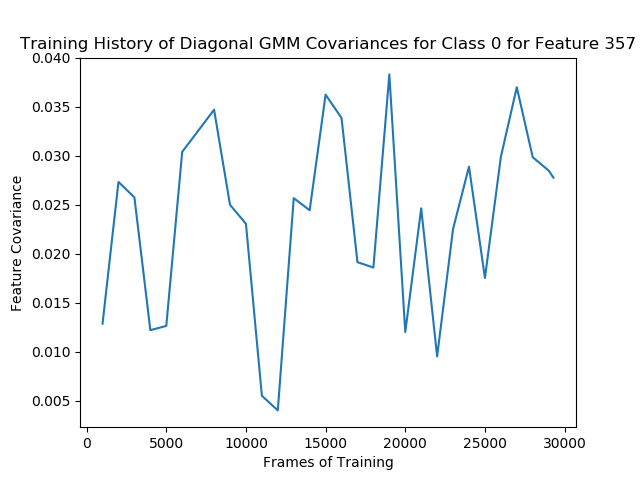 Training History of Diagonal GMM Covariances for Class 0 for Feature 357
0.040
0.035
0.030
0.025
0.020
0.015
0.010
0.005
Feature Covariance
0 5000 10000 15000 20000 25000 30000
Frames of Training